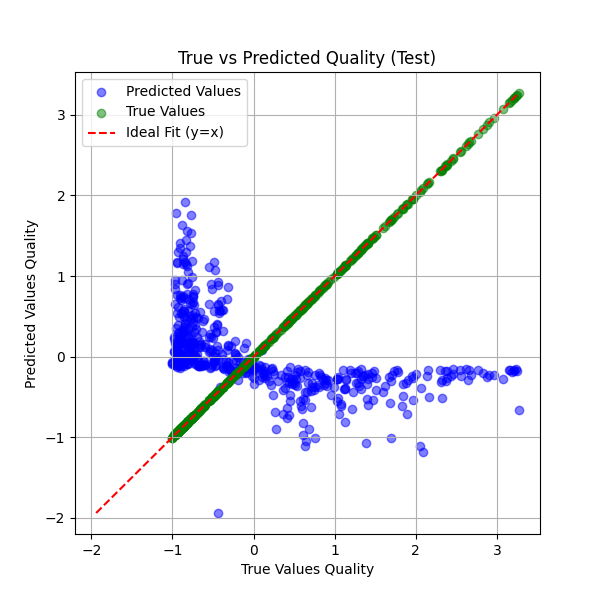 True vs Predicted Quality (Test)
Predicted Values
True Values
Ideal Fit (y=x)
Predicted Values Quality
3
2
1
0
−1
−2
−2 −1 0 1 2 3
True Values Quality